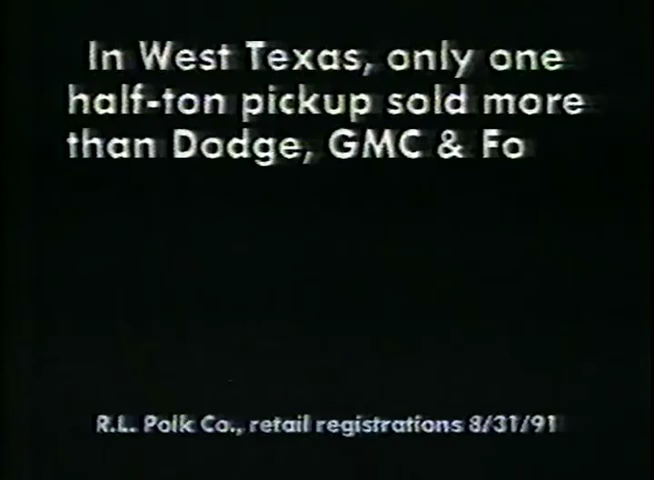 In West Texas, only one
half-ton pickup sold more
than Dodge, GMC & Fo
R.L. Polk Co., retail registrations 8/31/91